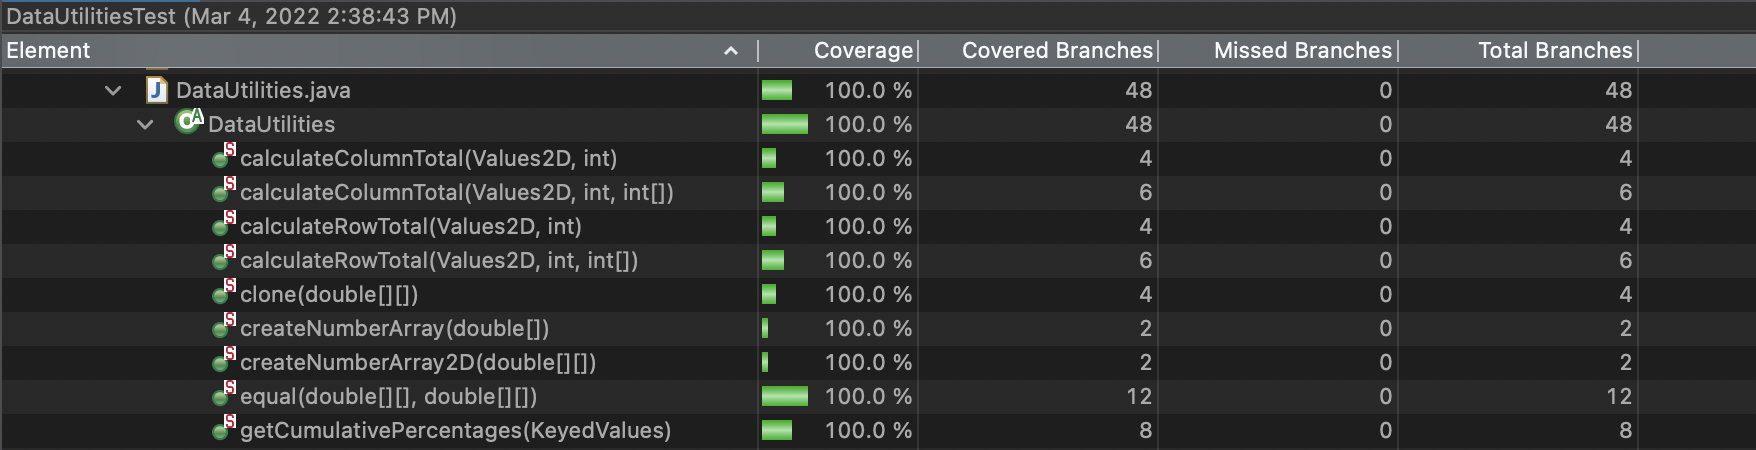 DataUtilitiesTest (Mar 4, 2022 2:38:43 PM)
Element Coverage Covered Branches Missed Branches Total Branches
J DataUtilities.java 100.0 % 48 0 48
C A DataUtilities 100.0 % 48 0 48
S calculateColumnTotal(Values2D, int) 100.0 % 4 0 4
S calculateColumnTotal(Values2D, int, int[]) 100.0 % 6 0 6
S calculateRowTotal(Values2D, int) 100.0 % 4 0 4
S calculateRowTotal(Values2D, int, int[]) 100.0 % 6 0 6
S clone(double[][]) 100.0 % 4 0 4
S createNumberArray(double[]) 100.0 % 2 0 2
S createNumberArray2D(double[][]) 100.0 % 2 0 2
S equal(double[][], double[][]) 100.0 % 12 0 12
S getCumulativePercentages(KeyedValues) 100.0 % 8 0 8